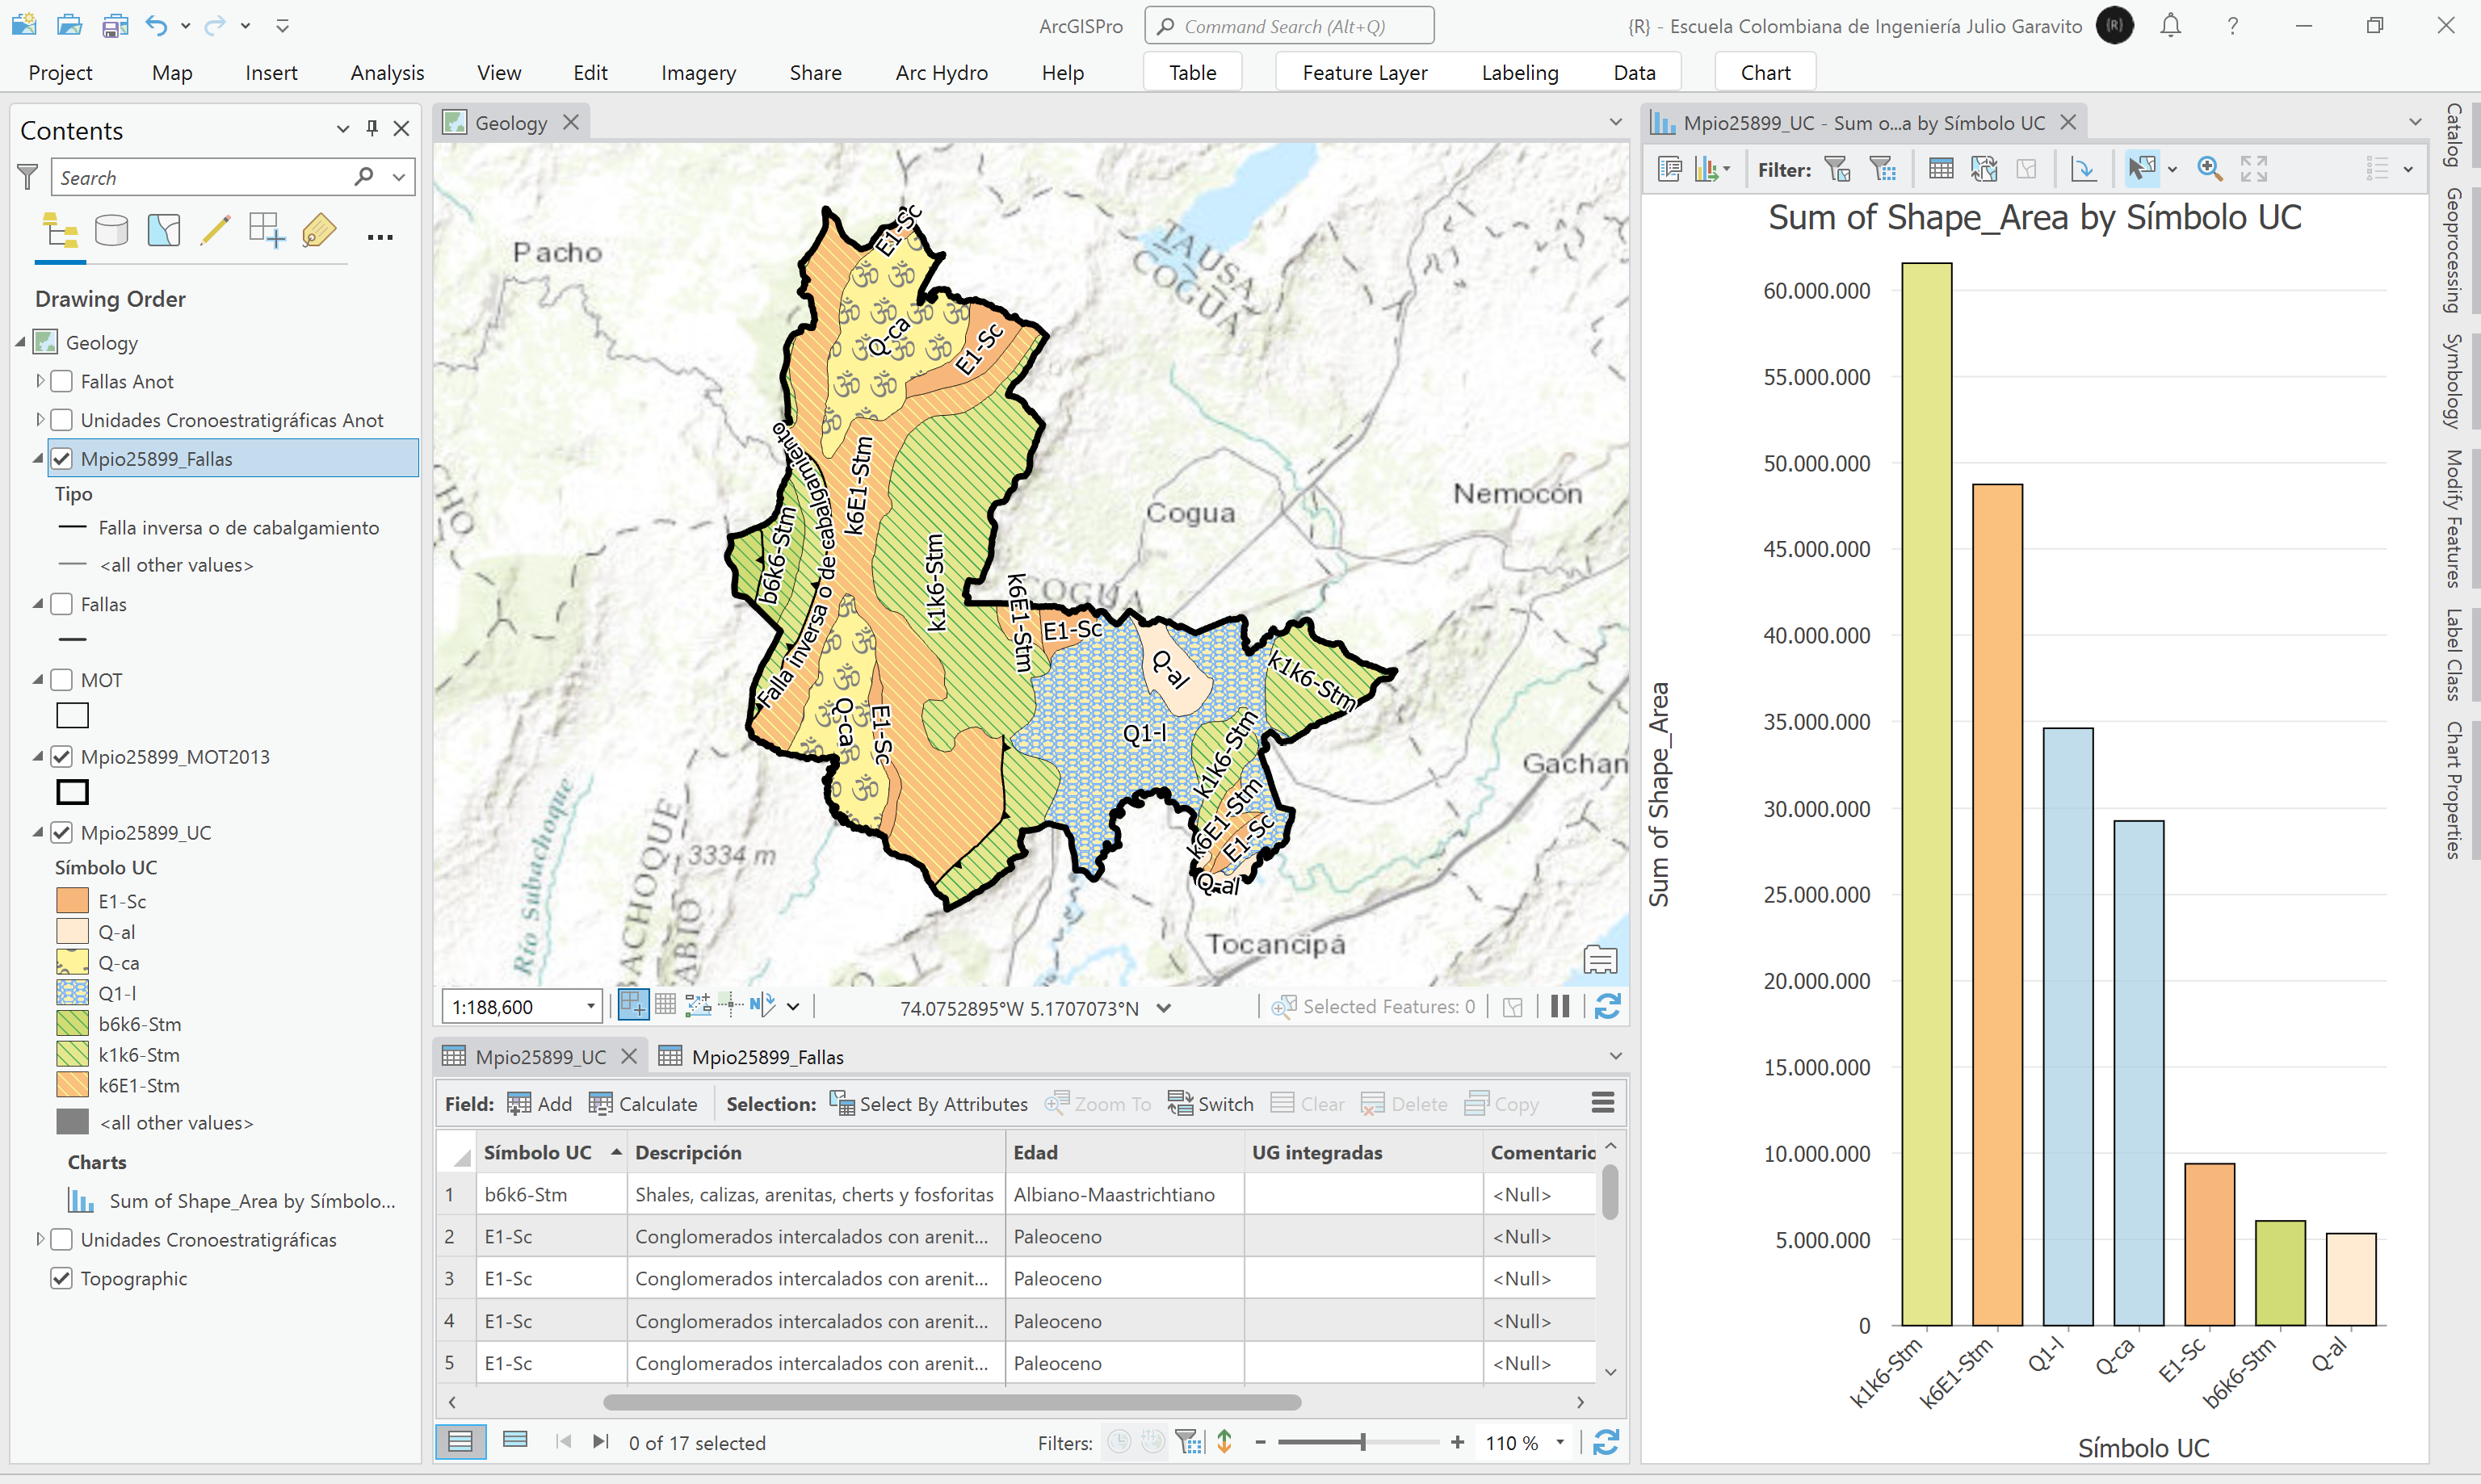 ArcGISPro
Command Search (Alt+Q)
{R} - Escuela Colombiana de Ingeniería Julio Garavito
{R}
?
Project Map Insert Analysis View Edit Imagery Share Arc Hydro Help Table Feature Layer Labeling Data Chart
Contents
Search
Drawing Order
Geology
Fallas Anot
Unidades Cronoestratigráficas Anot
Mpio25899_Fallas
Tipo
Falla inversa o de cabalgamiento
<all other values>
Fallas
MOT
Mpio25899_MOT2013
Mpio25899_UC
Símbolo UC
E1-Sc
Q-al
Q-ca
Q1-l
b6k6-Stm
k1k6-Stm
k6E1-Stm
<all other values>
Charts
Sum of Shape_Area by Símbolo...
Unidades Cronoestratigráficas
Topographic
Geology
Pacho
TAUSA
COGUA
E1-Sc
Q-ca
E1-Sc
Falla inversa o de cabalgamiento
k6E1-Stm
b6k6-Stm
k1k6-Stm
Cogua
Nemocón
COGUA
k6E1-Stm
E1-Sc
Q-al
k1k6-Stm
Q1-l
Q-ca
E1-Sc
k1k6-Stm
k6E1-Stm
E1-Sc
Q-al
Gachan
CHO
Río Subachoque
BACHOQUE
ABIO
3334 m
Tocancipá
1:188,600
74.0752895°W 5.1707073°N
Selected Features: 0
Mpio25899_UC
Mpio25899_Fallas
Field: Add Calculate Selection: Select By Attributes Zoom To Switch Clear Delete Copy
Símbolo UC Descripción Edad UG integradas Comentario
1 b6k6-Stm Shales, calizas, arenitas, cherts y fosforitas Albiano-Maastrichtiano <Null>
2 E1-Sc Conglomerados intercalados con arenit... Paleoceno <Null>
3 E1-Sc Conglomerados intercalados con arenit... Paleoceno <Null>
4 E1-Sc Conglomerados intercalados con arenit... Paleoceno <Null>
5 E1-Sc Conglomerados intercalados con arenit... Paleoceno <Null>
0 of 17 selected
Filters:
110 %
Mpio25899_UC - Sum o...a by Símbolo UC
Filter:
Sum of Shape_Area by Símbolo UC
60.000.000
55.000.000
50.000.000
45.000.000
40.000.000
35.000.000
30.000.000
25.000.000
20.000.000
15.000.000
10.000.000
5.000.000
0
Sum of Shape_Area
k1k6-Stm
k6E1-Stm
Q1-l
Q-ca
E1-Sc
b6k6-Stm
Q-al
Símbolo UC
Catalog
Geoprocessing
Symbology
Modify Features
Label Class
Chart Properties